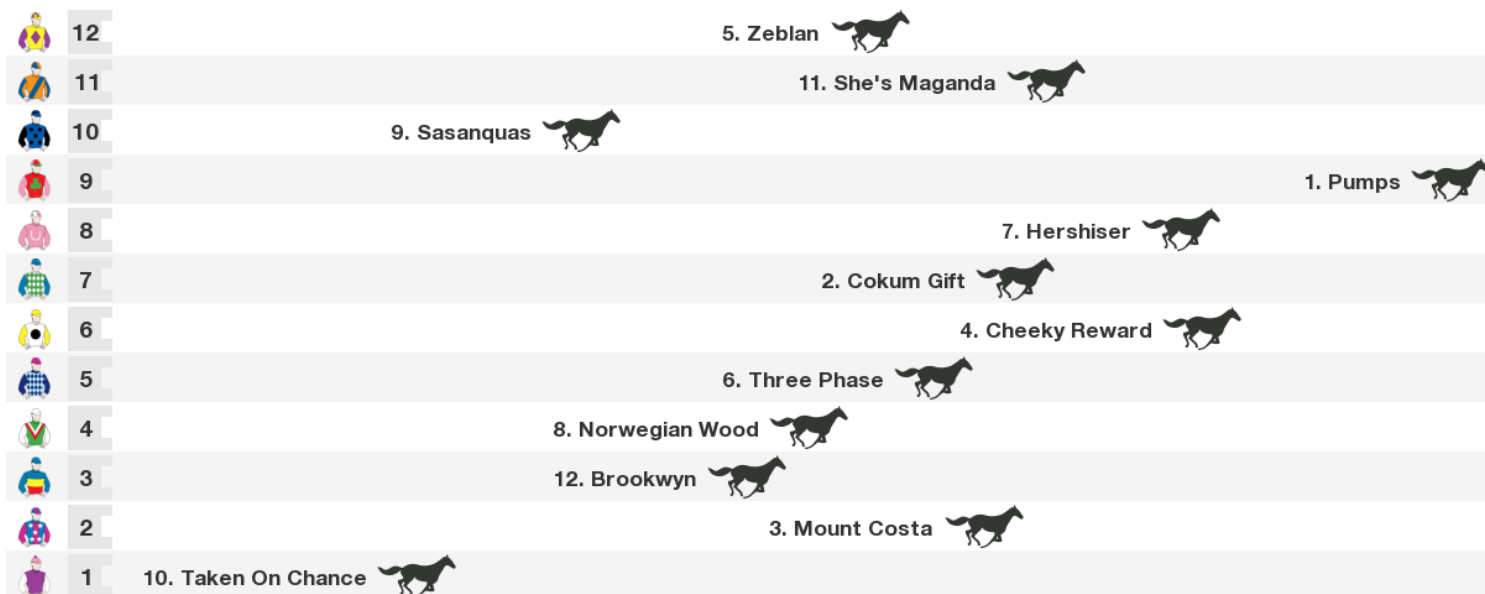 12 5. Zeblan
11 11. She's Maganda
10 9. Sasanquas
9 1. Pumps
8 7. Hershiser
7 2. Cokum Gift
6 4. Cheeky Reward
5 6. Three Phase
4 8. Norwegian Wood
3 12. Brookwyn
2 3. Mount Costa
1 10. Taken On Chance